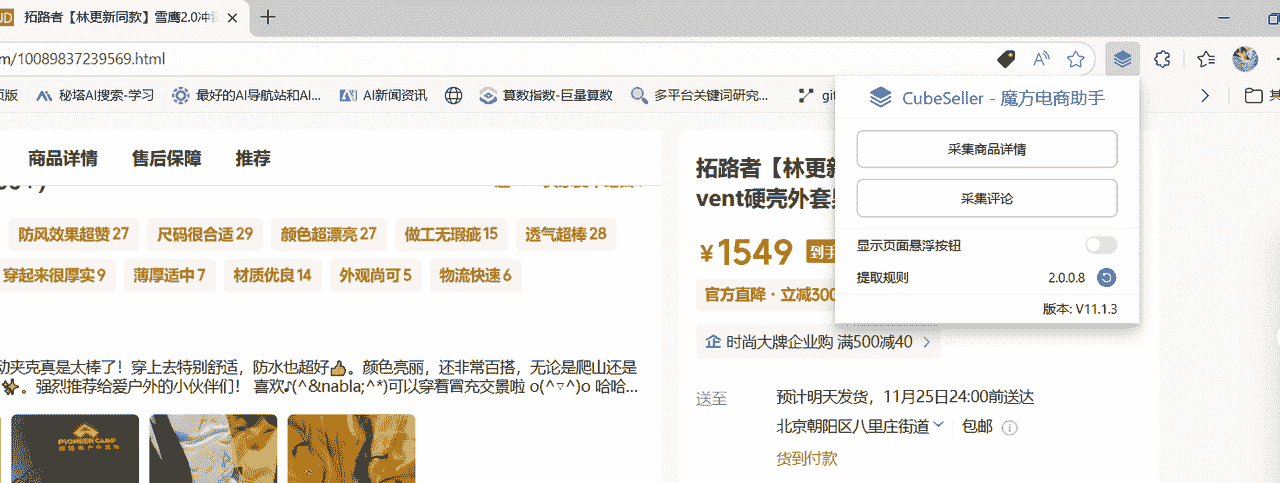 拓路者【林更新同款】雪鹰2.0冲
m/10089837239569.html
页版
秘塔AI搜索-学习
最好的AI导航站和AI...
AI新闻资讯
算数指数-巨量算数
多平台关键词研究...
git
CubeSeller - 魔方电商助手
采集商品详情
采集评论
显示页面悬浮按钮
提取规则 2.0.0.8
版本: V11.1.3
商品详情 售后保障 推荐
防风效果超赞 27 尺码很合适 29 颜色超漂亮 27 做工无瑕疵 15 透气超棒 28
穿起来很厚实 9 薄厚适中 7 材质优良 14 外观尚可 5 物流快速 6
动夹克真是太棒了!穿上去特别舒适,防水也超好👍。颜色亮丽,还非常百搭,无论是爬山还是
。强烈推荐给爱户外的小伙伴们! 喜欢♪(^&nabla;^*)可以穿着冒充交景啦 o(^▽^)o 哈哈...
PIONEER CAMP
拓路者【林更新
vent硬壳外套男
¥1549 到手
官方直降·立减300
企 时尚大牌企业购 满500减40 >
送至 预计明天发货,11月25日24:00前送达
北京朝阳区八里庄街道 包邮
货到付款